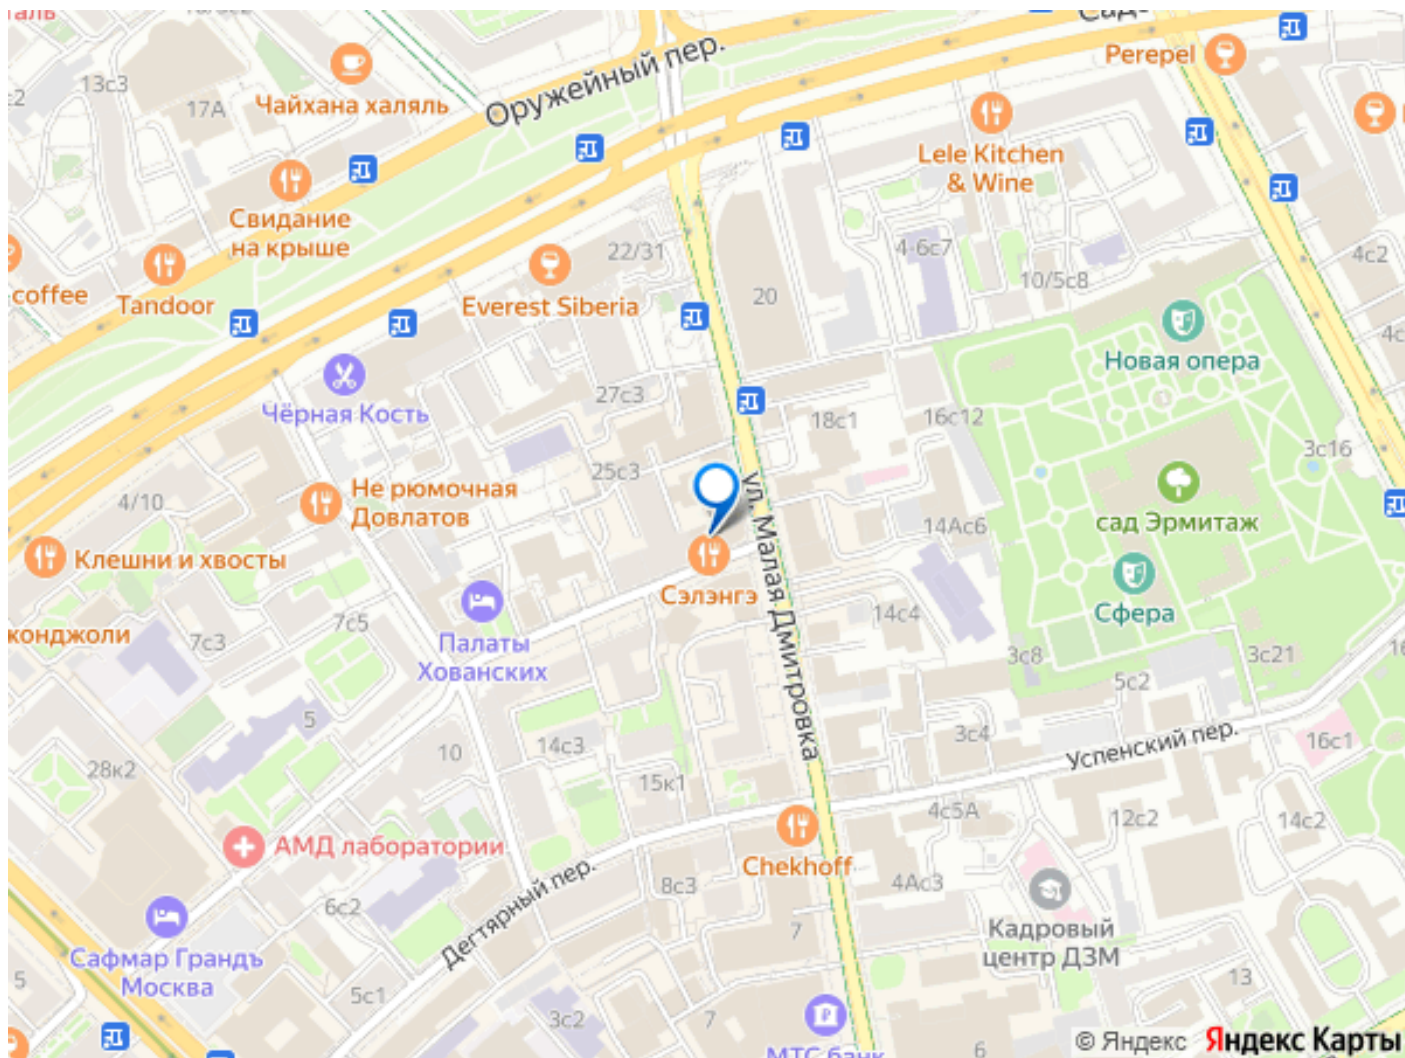 13с3
17А
Чайхана халяль
Оружейный пер.
Perepel
Lele Kitchen
& Wine
Свидание
на крыше
22/31
4-6с7
4с2
coffee
Tandoor
Everest Siberia
20
10/5с8
Новая опера
Чёрная Кость
27с3
18с1
16с12
3с16
25с3
4/10
Не рюмочная
Довлатов
ул. Малая Дмитровка
14Ас6
сад Эрмитаж
Клешни и хвосты
Сэлэнгэ
Сфера
конджоли
7с3
7с5
Палаты
Хованских
14с4
3с8
3с21
5с2
5
10
14с3
3с4
Успенский пер.
16с1
28к2
15к1
4с5А
12с2
14с2
АМД лаборатории
Chekhoff
Дегтярный пер.
8с3
4Ас3
6с2
7
Кадровый
центр ДЗМ
Сафмар Грандъ
Москва
13
5
5с1
3с2
7
МТС банк
6
© Яндекс Яндекс Карты